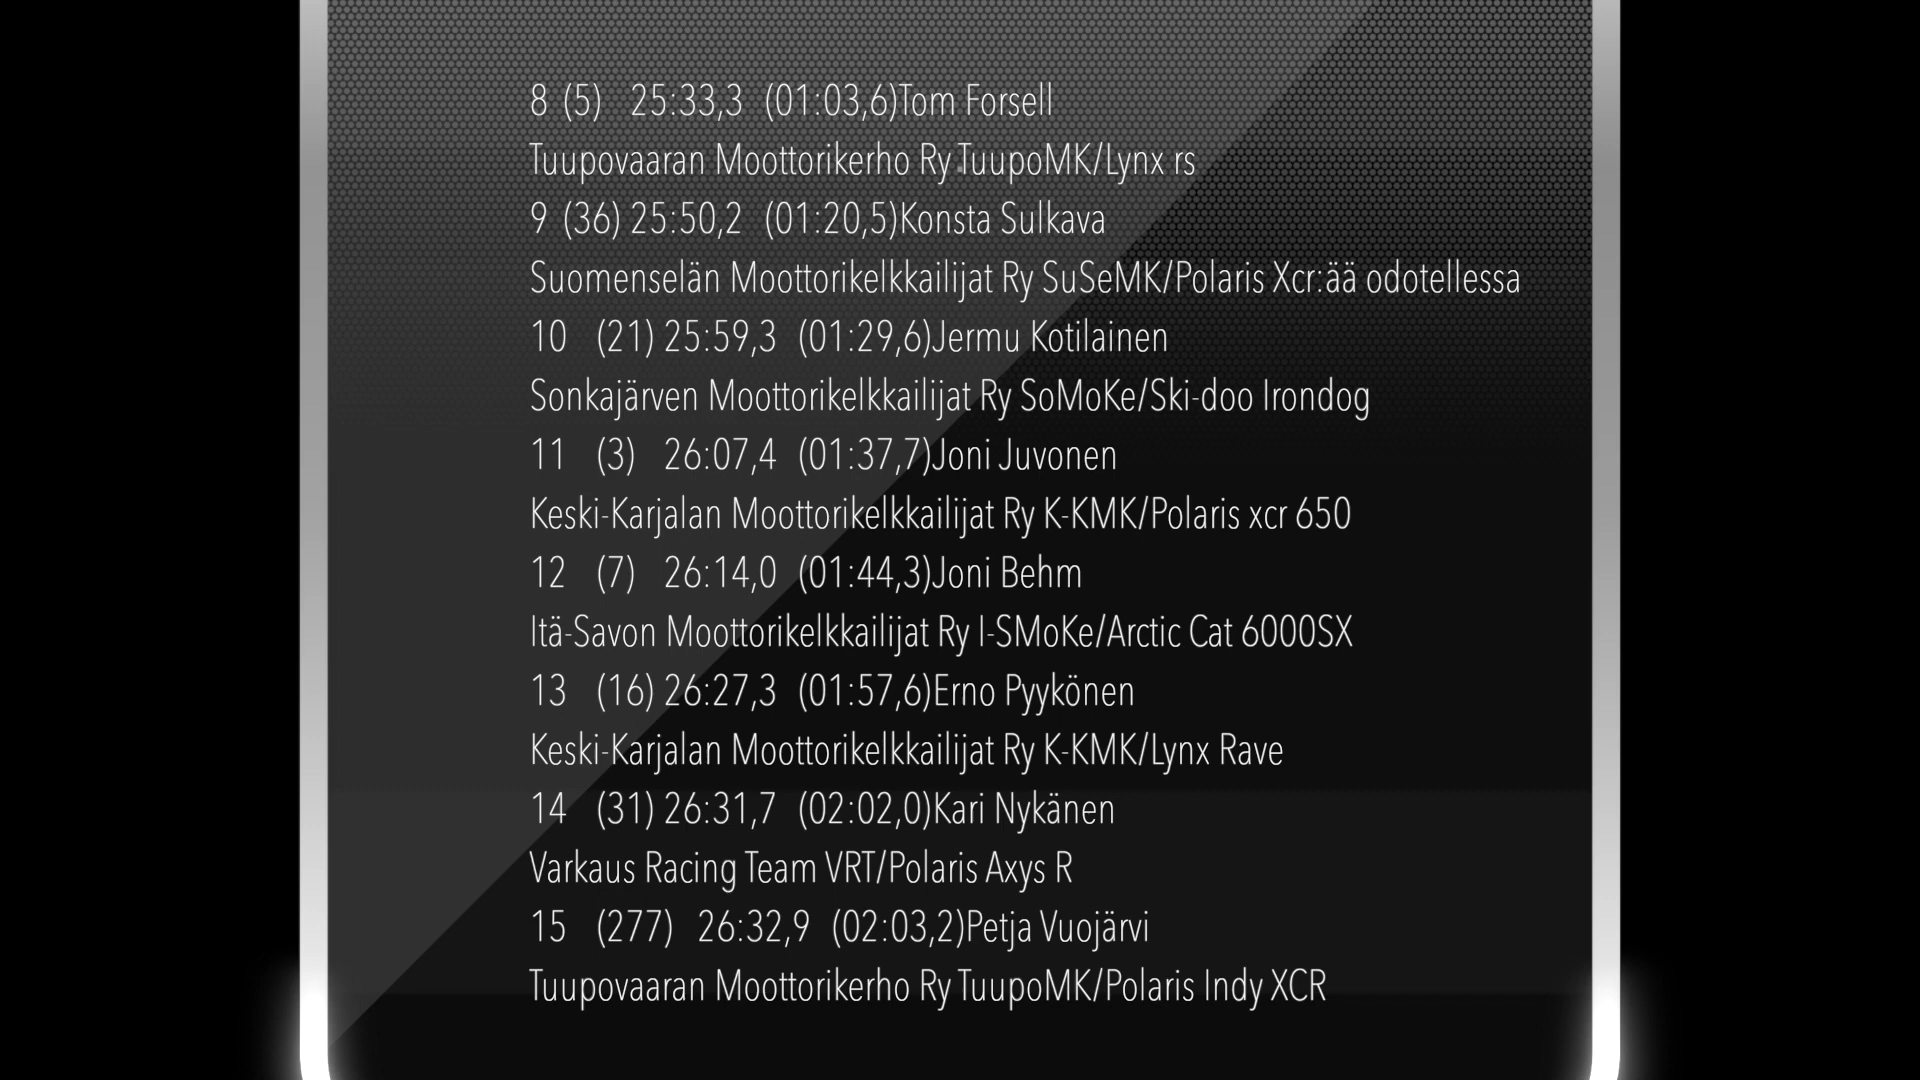 8 (5) 25:33,3 (01:03,6)Tom Forsell
Tuupovaaran Moottorikerho Ry TuupoMK/Lynx rs
9 (36) 25:50,2 (01:20,5)Konsta Sulkava
Suomenselän Moottorikelkkailijat Ry SuSeMK/Polaris Xcr:ää odotellessa
10 (21) 25:59,3 (01:29,6)Jermu Kotilainen
Sonkajärven Moottorikelkkailijat Ry SoMoKe/Ski-doo Irondog
11 (3) 26:07,4 (01:37,7)Joni Juvonen
Keski-Karjalan Moottorikelkkailijat Ry K-KMK/Polaris xcr 650
12 (7) 26:14,0 (01:44,3)Joni Behm
Itä-Savon Moottorikelkkailijat Ry I-SMoKe/Arctic Cat 6000SX
13 (16) 26:27,3 (01:57,6)Erno Pyykönen
Keski-Karjalan Moottorikelkkailijat Ry K-KMK/Lynx Rave
14 (31) 26:31,7 (02:02,0)Kari Nykänen
Varkaus Racing Team VRT/Polaris Axys R
15 (277) 26:32,9 (02:03,2)Petja Vuojärvi
Tuupovaaran Moottorikerho Ry TuupoMK/Polaris Indy XCR